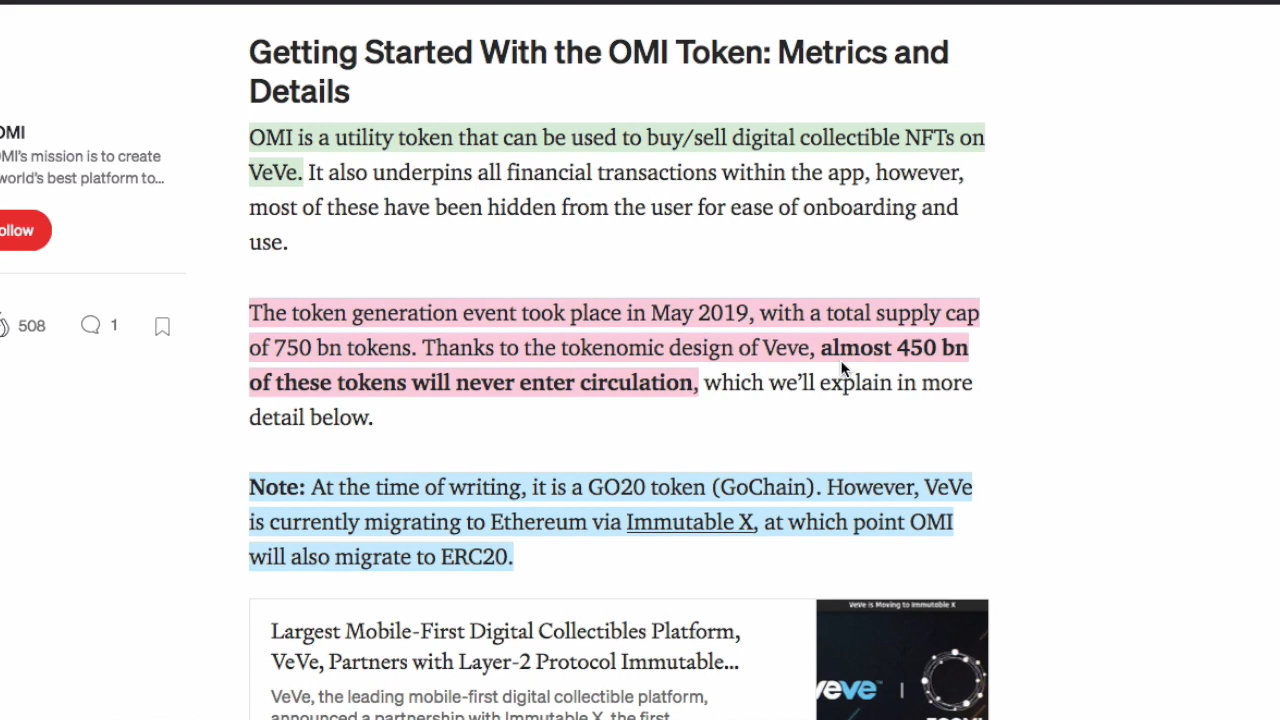 Getting Started With the OMI Token: Metrics and
Details
OMI is a utility token that can be used to buy/sell digital collectible NFTs on
VeVe. It also underpins all financial transactions within the app, however,
most of these have been hidden from the user for ease of onboarding and
use.
OMI
MI's mission is to create
world's best platform to...
ollow
508
1
The token generation event took place in May 2019, with a total supply cap
of 750 bn tokens. Thanks to the tokenomic design of Veve, almost 450 bn
of these tokens will never enter circulation, which we'll explain in more
detail below.
Note: At the time of writing, it is a GO20 token (GoChain). However, VeVe
is currently migrating to Ethereum via Immutable X, at which point OMI
will also migrate to ERC20.
Largest Mobile-First Digital Collectibles Platform,
VeVe, Partners with Layer-2 Protocol Immutable...
VeVe, the leading mobile-first digital collectible platform,
announced a partnership with Immutable X, the first
VeVe is Moving to Immutable X
veve |
ECOMI